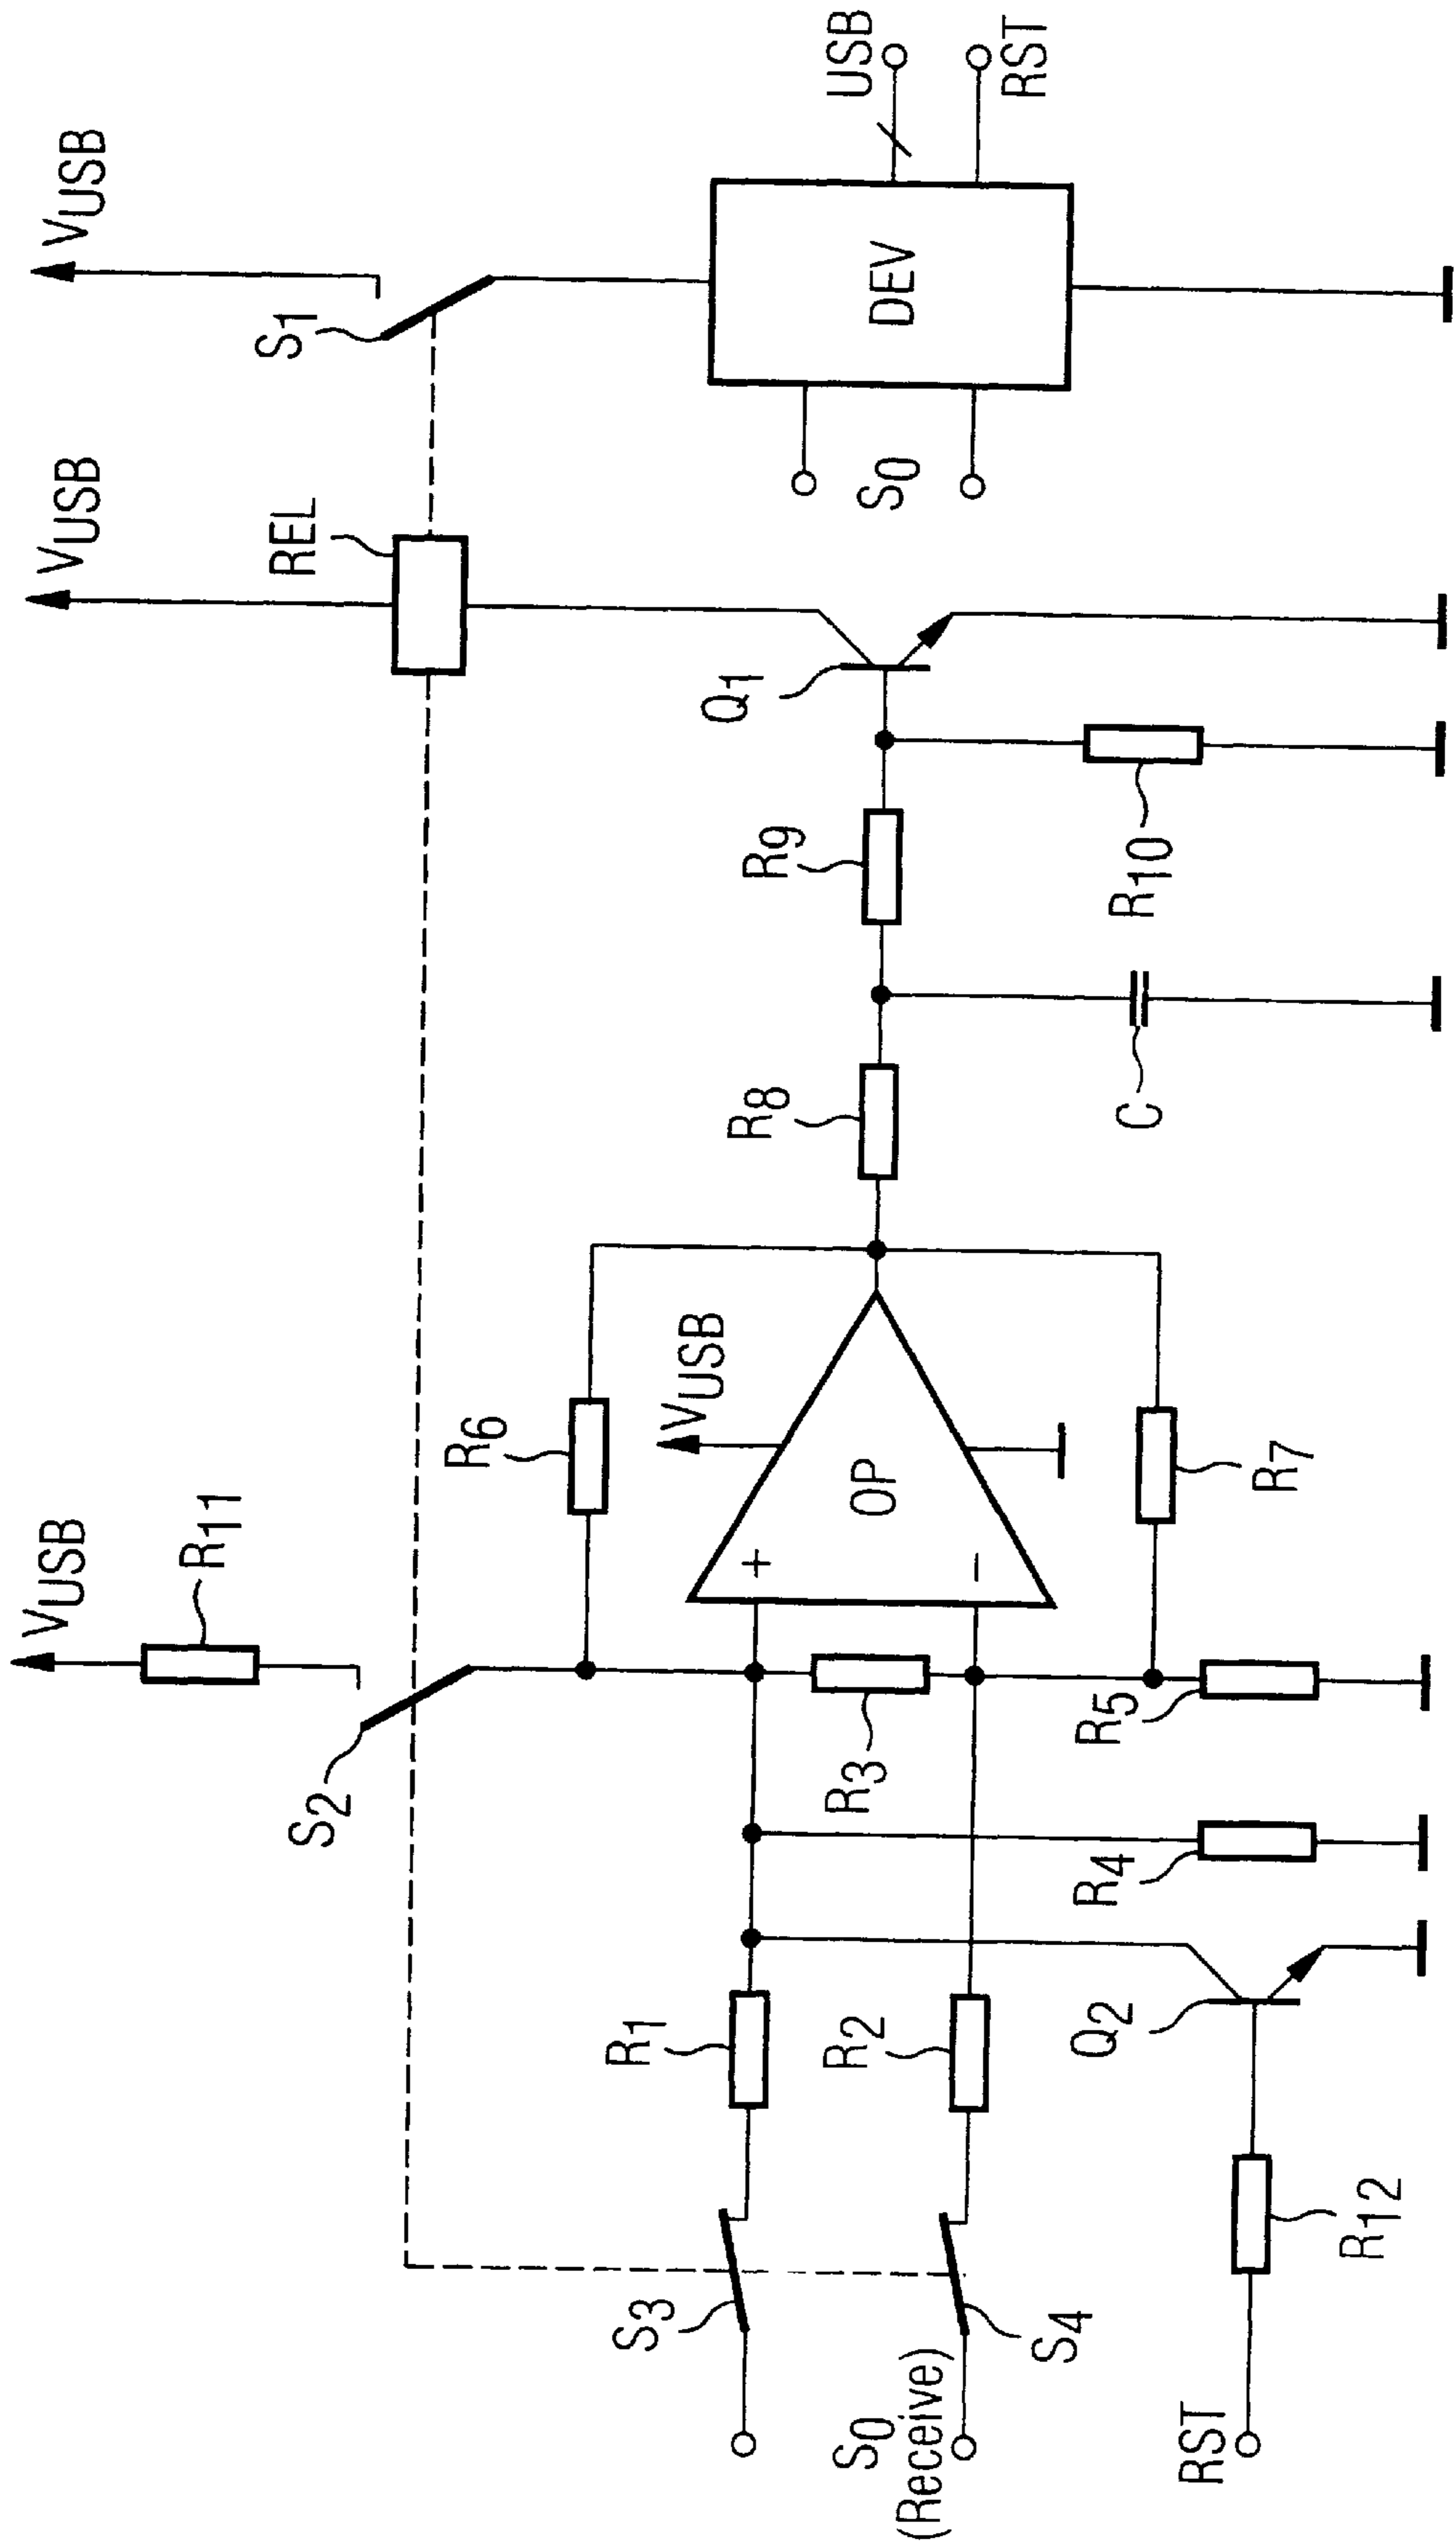 VUSB
VUSB
VUSB
R11
REL
S1
S2
R6
VUSB
USB
RST
DEV
S0
Q1
R9
R8
R10
C
+
OP
−
R7
R3
R5
R4
R1
R2
Q2
S3
S4
S0
(Receive)
R12
RST